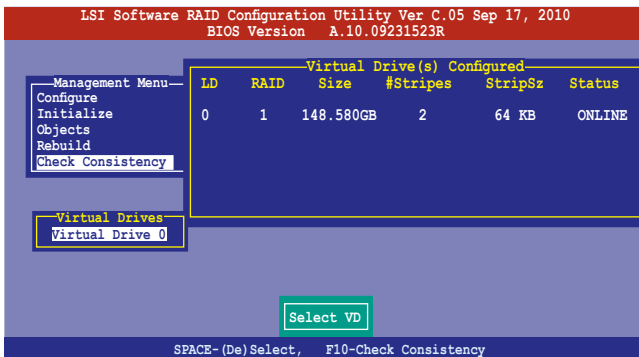 LSI Software RAID Configuration Utility Ver C.05 Sep 17, 2010
BIOS Version A.10.09231523R
Virtual Drive(s) Configured
LD RAID Size #Stripes StripSz Status
0 1 148.580GB 2 64 KB ONLINE
Management Menu
Configure
Initialize
Objects
Rebuild
Check Consistency
Virtual Drives
Virtual Drive 0
Select VD
SPACE-(De)Select, F10-Check Consistency